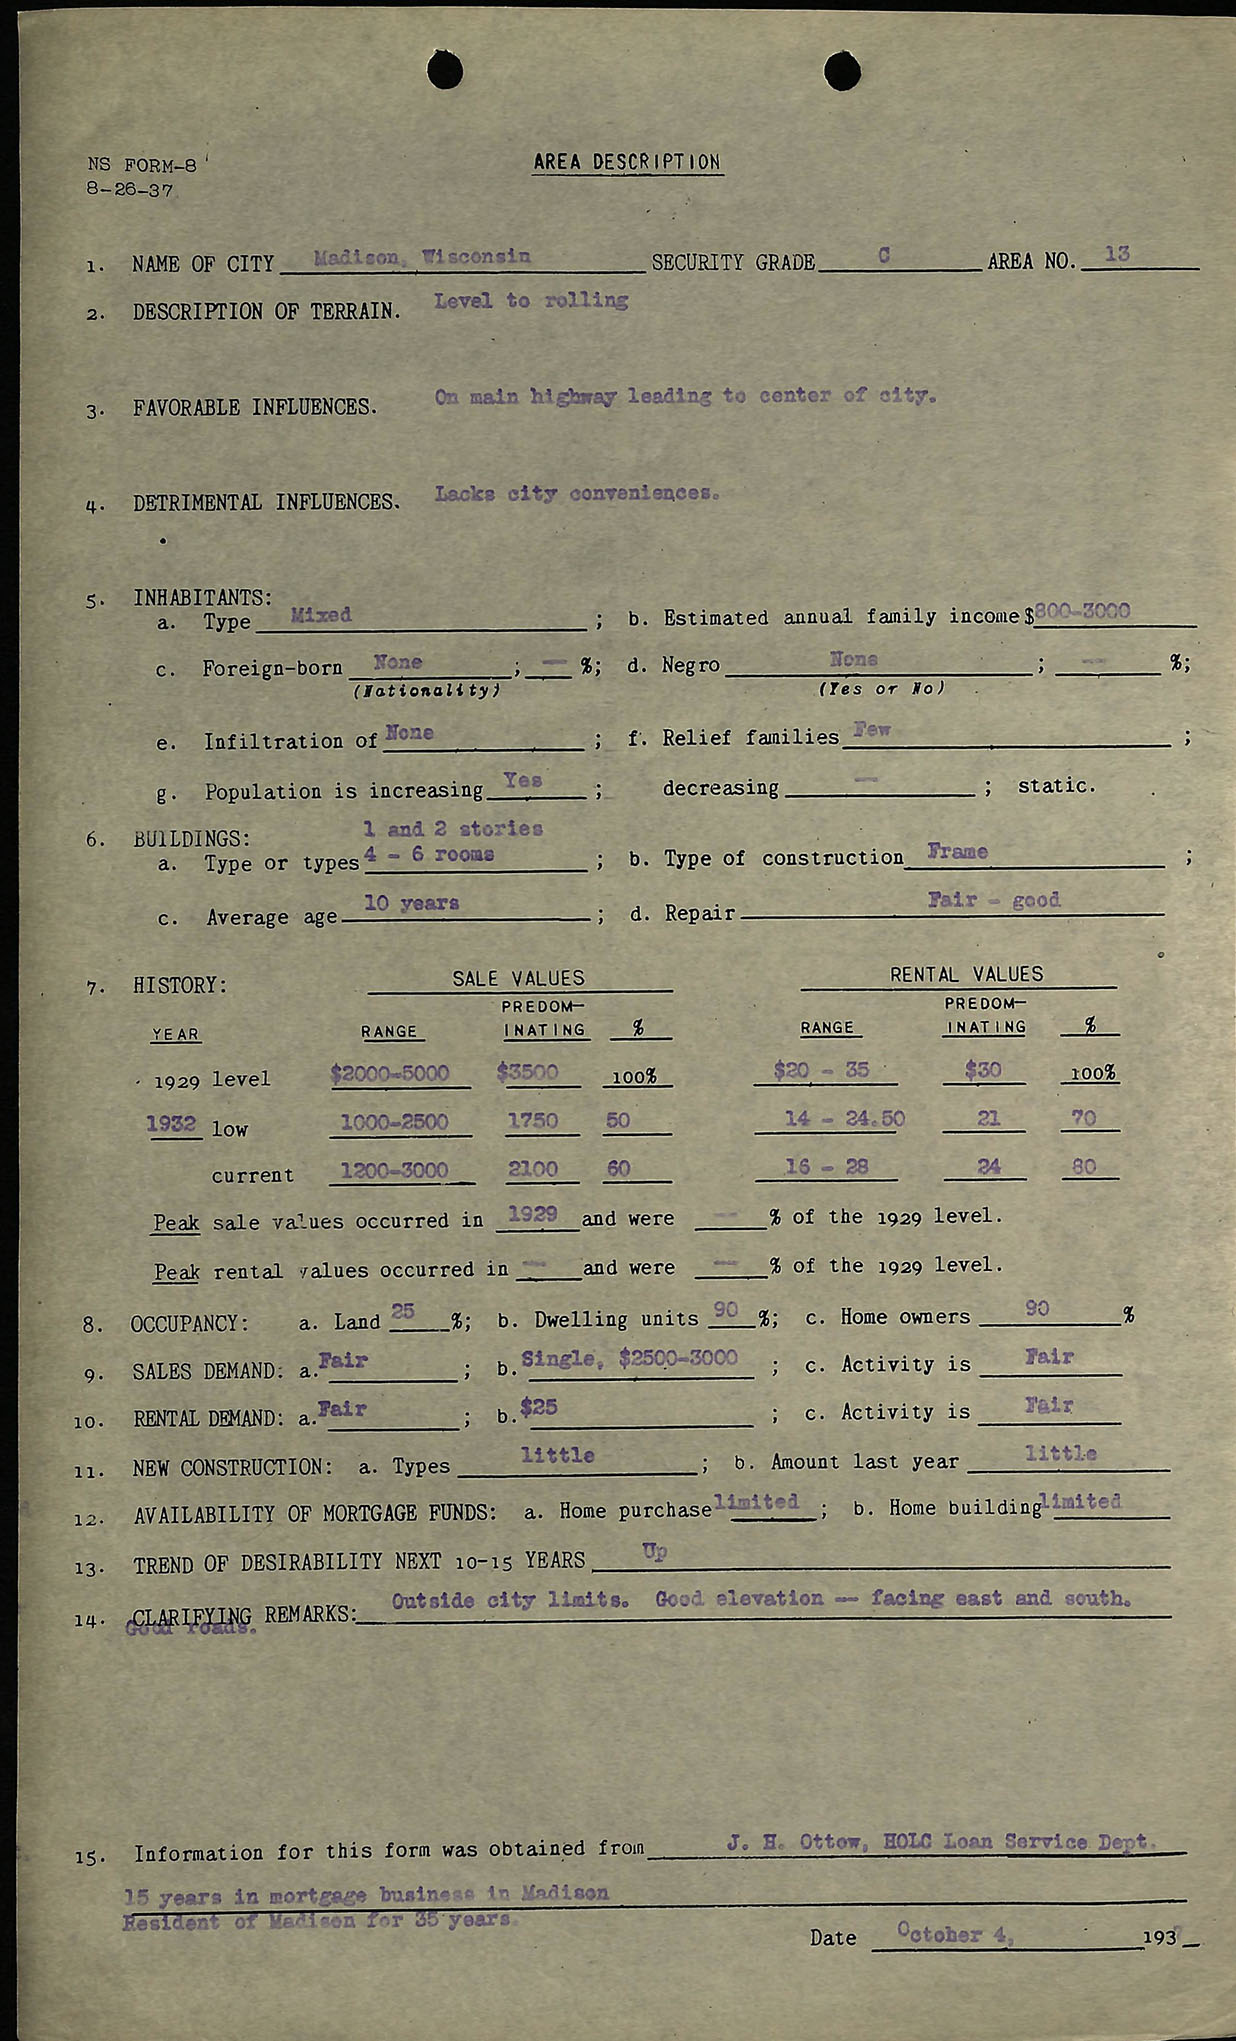 NS FORM-8
8-26-37
AREA DESCRIPTION
1. NAME OF CITY Madison, Wisconsin SECURITY GRADE C AREA NO. 13
2. DESCRIPTION OF TERRAIN. Level to rolling
3. FAVORABLE INFLUENCES. On main highway leading to center of city.
4. DETRIMENTAL INFLUENCES. Lacks city conveniences.
5. INHABITANTS:
a. Type Mixed ; b. Estimated annual family income $800-3000
c. Foreign-born None ; — %; d. Negro None ; — %;
(Nationality) (Yes or No)
e. Infiltration of None ; f. Relief families Few ;
g. Population is increasing Yes ; decreasing — ; static.
6. BUILDINGS: 1 and 2 stories
a. Type or types 4 - 6 rooms ; b. Type of construction Frame ;
c. Average age 10 years ; d. Repair Fair - good
7. HISTORY: SALE VALUES RENTAL VALUES
PREDOM- PREDOM-
YEAR RANGE INATING % RANGE INATING %
1929 level $2000-5000 $3500 100% $20 - 35 $30 100%
1932 low 1000-2500 1750 50 14 - 24.50 21 70
current 1200-3000 2100 60 16 - 28 24 80
Peak sale values occurred in 1929 and were — % of the 1929 level.
Peak rental values occurred in — and were — % of the 1929 level.
8. OCCUPANCY: a. Land 25 %; b. Dwelling units 90 %; c. Home owners 90 %
9. SALES DEMAND: a. Fair ; b. Single, $2500-3000 ; c. Activity is Fair
10. RENTAL DEMAND: a. Fair ; b. $25 ; c. Activity is Fair
11. NEW CONSTRUCTION: a. Types little ; b. Amount last year little
12. AVAILABILITY OF MORTGAGE FUNDS: a. Home purchase limited ; b. Home building limited
13. TREND OF DESIRABILITY NEXT 10-15 YEARS Up
14. CLARIFYING REMARKS: Outside city limits. Good elevation -- facing east and south.
Good roads.
15. Information for this form was obtained from J. H. Ottow, HOLC Loan Service Dept.
15 years in mortgage business in Madison
Resident of Madison for 35 years.
Date October 4, 193